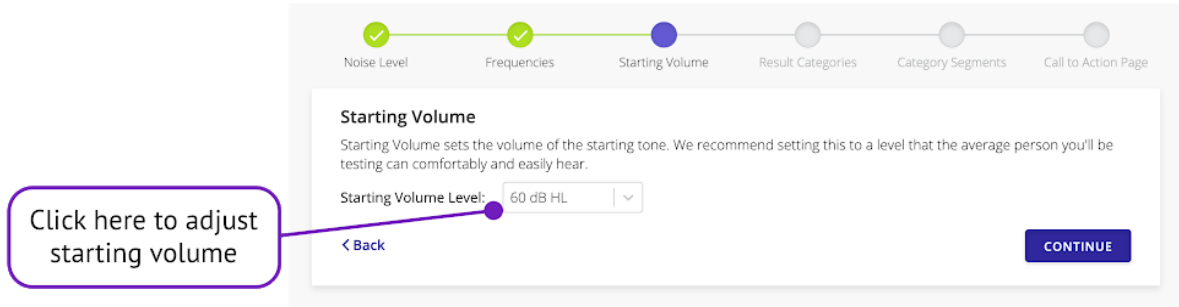 Noise Level
Frequencies
Starting Volume
Result Categories
Category Segments
Call to Action Page
Starting Volume
Starting Volume sets the volume of the starting tone. We recommend setting this to a level that the average person you'll be
testing can comfortably and easily hear.
Starting Volume Level: 60 dB HL
Click here to adjust
starting volume
Back
CONTINUE